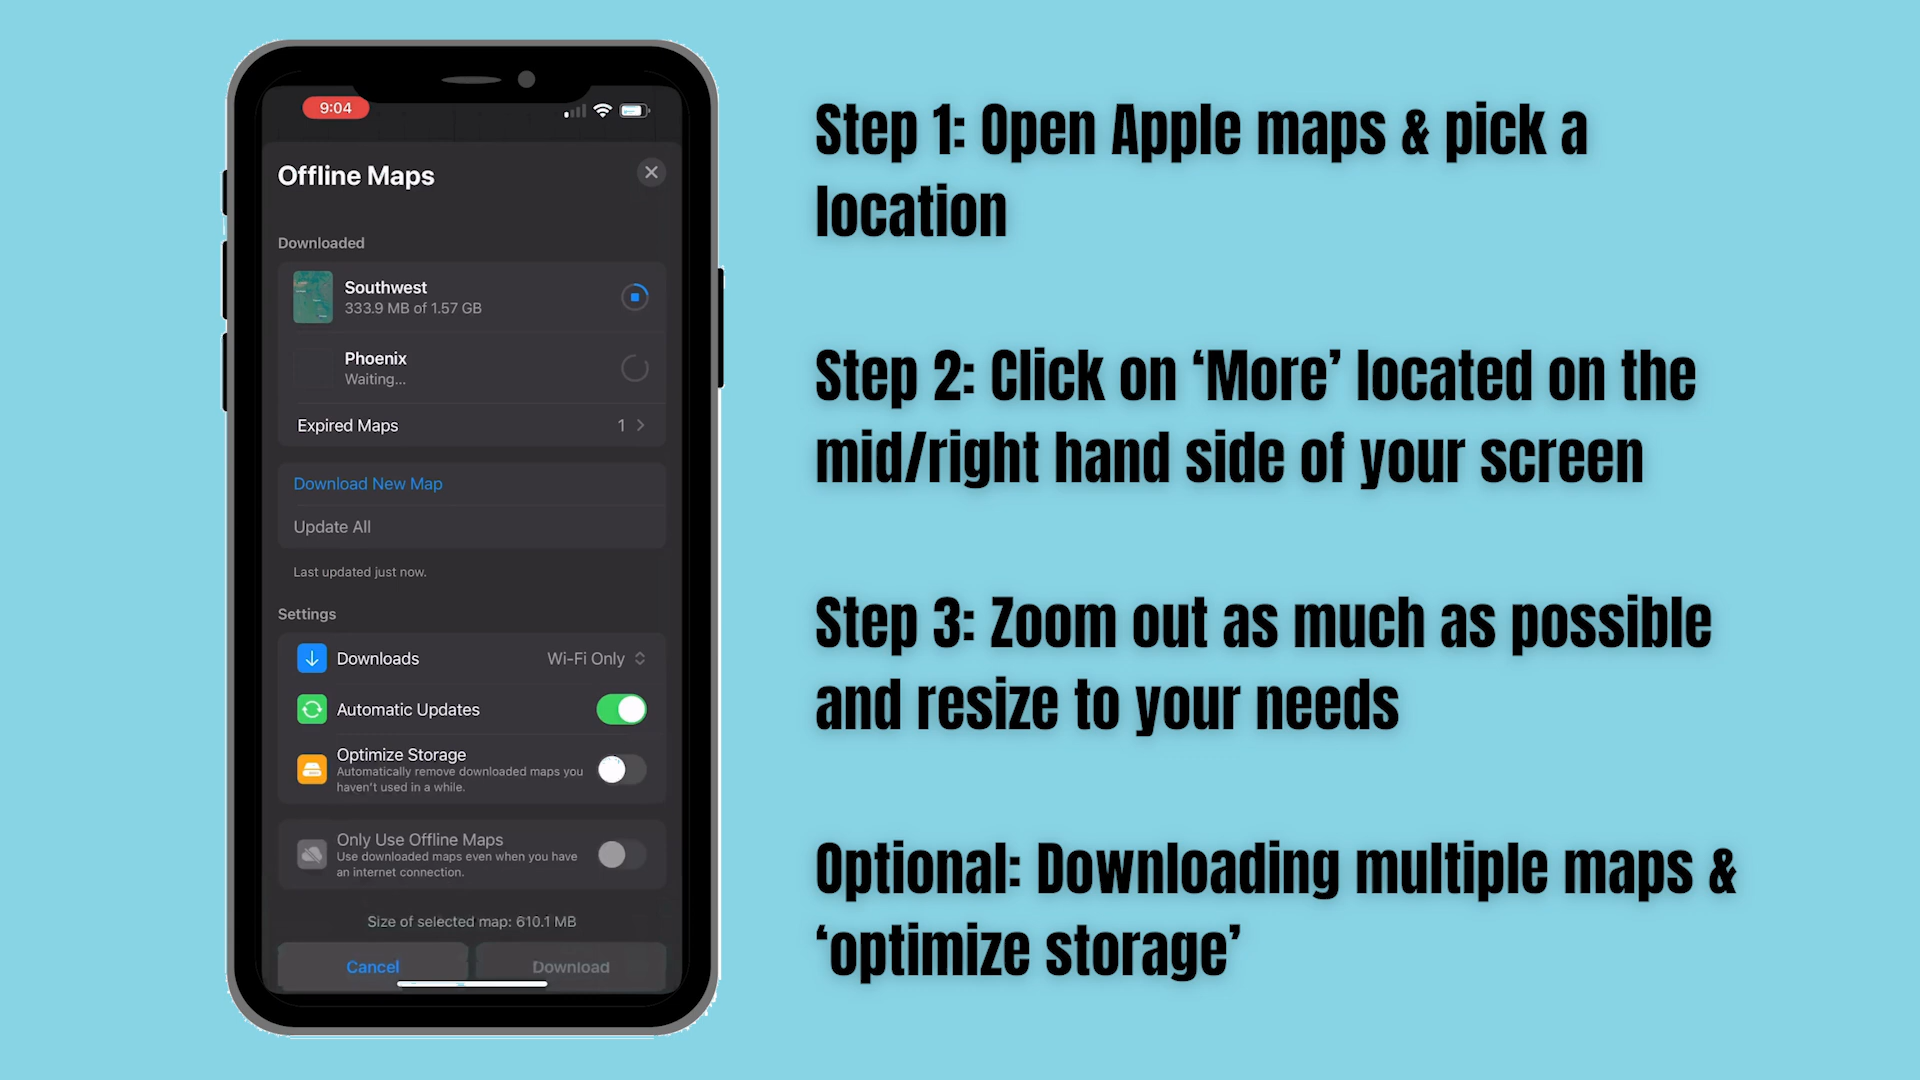 9:04
Offline Maps
Downloaded
Southwest
333.9 MB of 1.57 GB
Phoenix
Waiting...
Expired Maps 1
Download New Map
Update All
Last updated just now.
Settings
Downloads Wi-Fi Only
Automatic Updates
Optimize Storage
Automatically remove downloaded maps you
haven't used in a while.
Only Use Offline Maps
Use downloaded maps even when you have
an internet connection.
Size of selected map: 610.1 MB
Cancel Download
Step 1: Open Apple maps & pick a
location
Step 2: Click on ‘More’ located on the
mid/right hand side of your screen
Step 3: Zoom out as much as possible
and resize to your needs
Optional: Downloading multiple maps &
‘optimize storage’